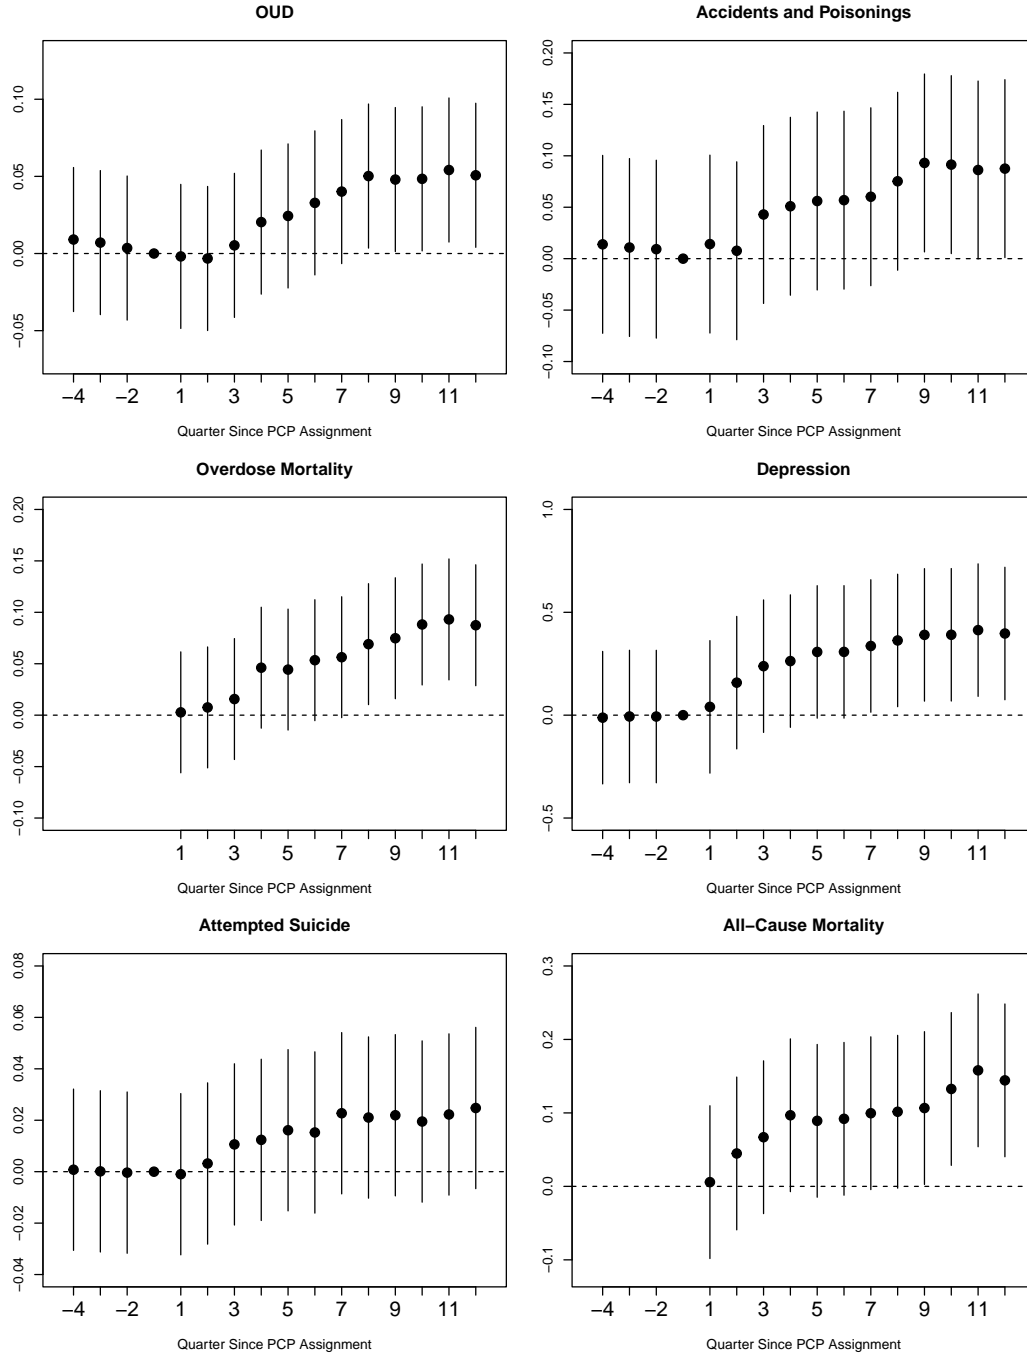 OUD
0.10
0.05
0.00
−0.05
−4 −2 1 3 5 7 9 11
Quarter Since PCP Assignment
Accidents and Poisonings
0.20
0.15
0.10
0.05
0.00
−0.05
−0.10
−4 −2 1 3 5 7 9 11
Quarter Since PCP Assignment
Overdose Mortality
0.20
0.15
0.10
0.05
0.00
−0.05
−0.10
1 3 5 7 9 11
Quarter Since PCP Assignment
Depression
1.0
0.5
0.0
−0.5
−4 −2 1 3 5 7 9 11
Quarter Since PCP Assignment
Attempted Suicide
0.08
0.06
0.04
0.02
0.00
−0.02
−0.04
−4 −2 1 3 5 7 9 11
Quarter Since PCP Assignment
All−Cause Mortality
0.3
0.2
0.1
0.0
−0.1
1 3 5 7 9 11
Quarter Since PCP Assignment